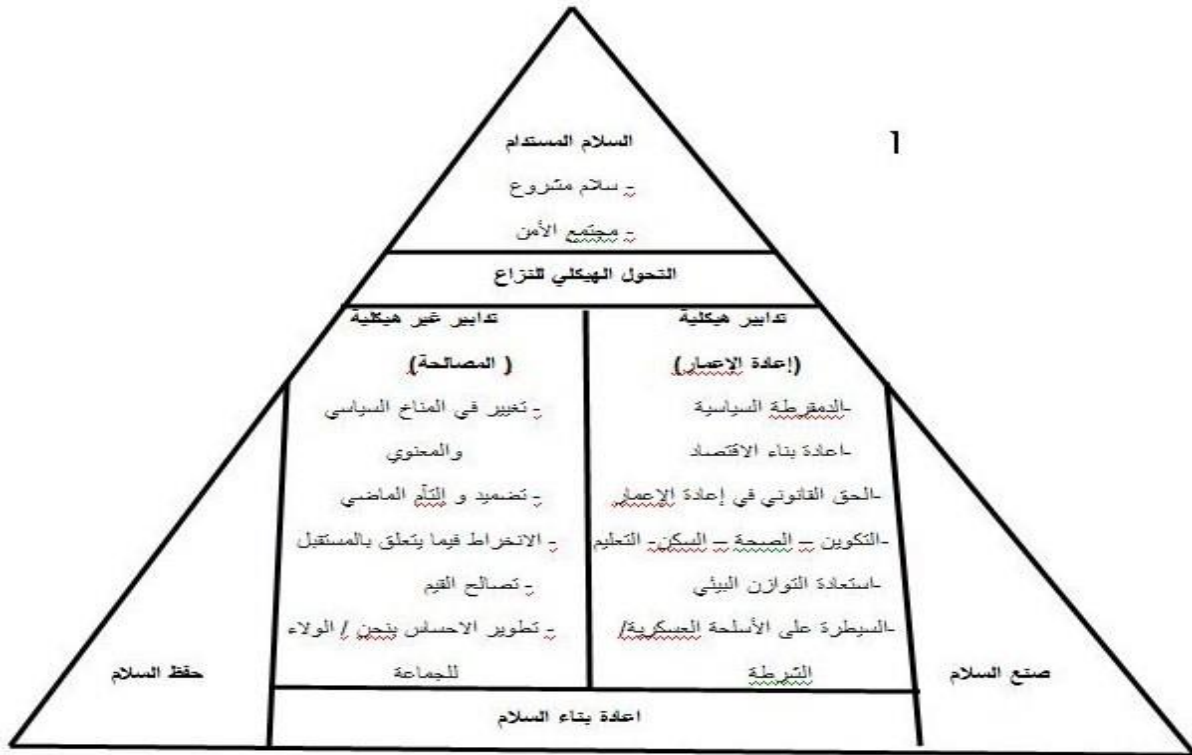 1
السلام المستدام
- سلام مشروع
- مجتمع الأمن
التحول الهيكلي للنزاع
تدابير هيكلية
(إعادة الإعمار)
-الدمقرطة السياسية
-اعادة بناء الاقتصاد
-الحق القانوني في إعادة الإعمار
-التكوين – الصحة – السكن- التعليم
-استعادة التوازن البيئي
-السيطرة على الأسلحة العسكرية/
الشرطة
تدابير غير هيكلية
( المصالحة)
- تغيير في المناخ السياسي
والمعنوي
- تضميد و التآم الماضي
- الانخراط فيما يتعلق بالمستقبل
- تصالح القيم
- تطوير الاحساس بنحن / الولاء
للجماعة
صنع السلام
حفظ السلام
اعادة بناء السلام